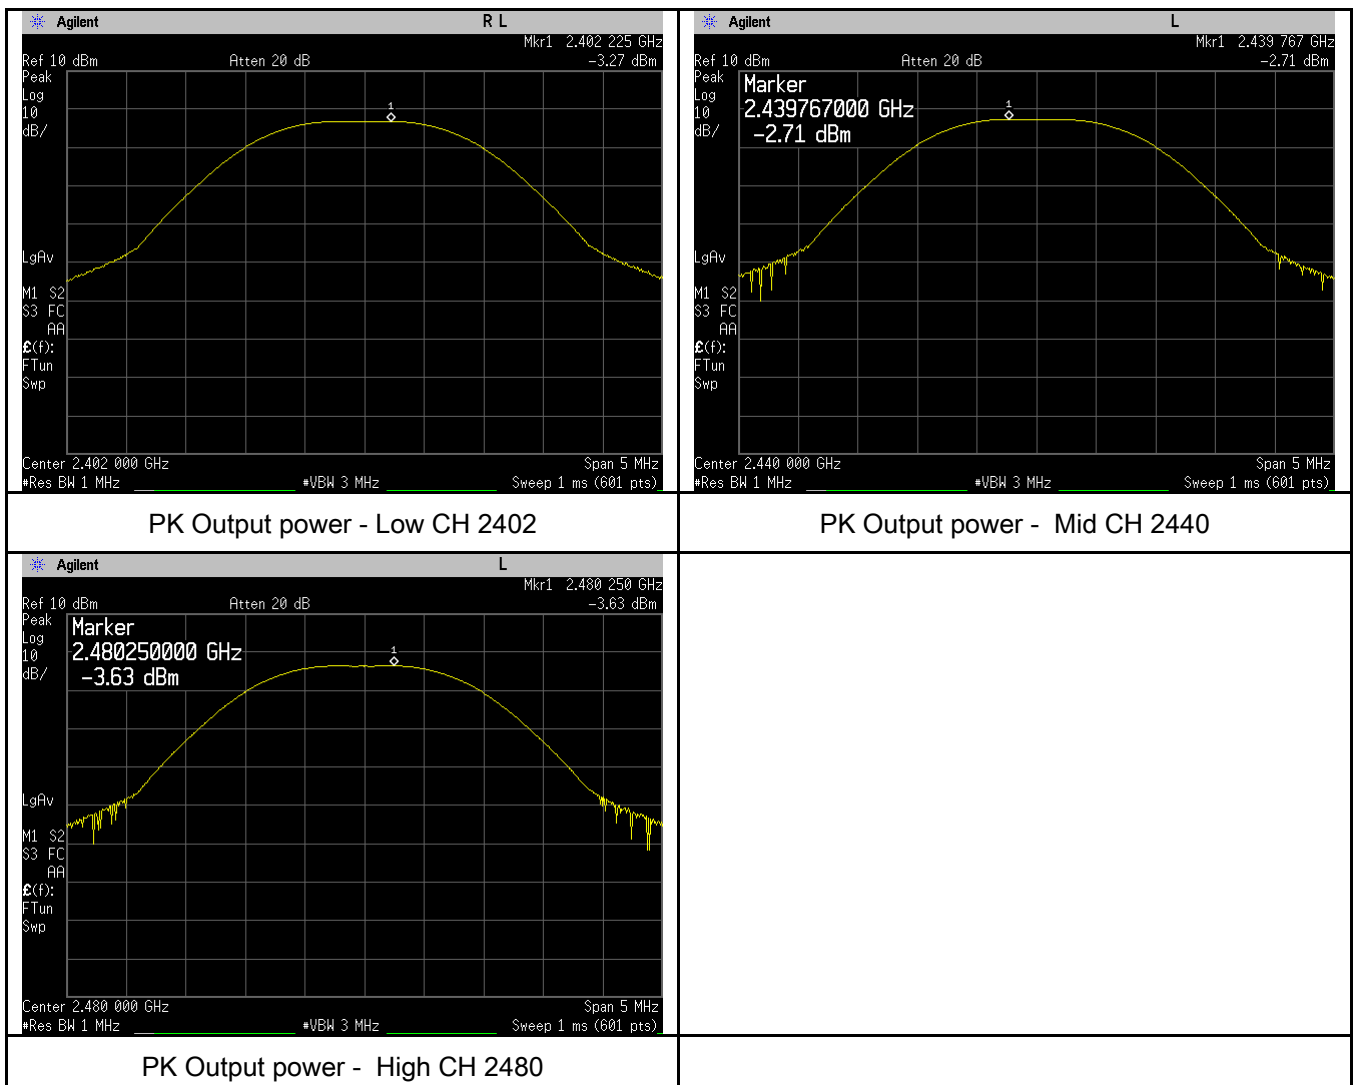 Agilent R L
Mkr1 2.402 225 GHz
Ref 10 dBm Atten 20 dB -3.27 dBm
Peak
Log
10
dB/
1
LgAv
M1 S2
S3 FC
AA
£(f):
FTun
Swp
Center 2.402 000 GHz Span 5 MHz
#Res BW 1 MHz #VBW 3 MHz Sweep 1 ms (601 pts)
PK Output power - Low CH 2402
Agilent L
Mkr1 2.439 767 GHz
Ref 10 dBm Atten 20 dB -2.71 dBm
Peak
Log
10
dB/
Marker
2.439767000 GHz
-2.71 dBm
1
LgAv
M1 S2
S3 FC
AA
£(f):
FTun
Swp
Center 2.440 000 GHz Span 5 MHz
#Res BW 1 MHz #VBW 3 MHz Sweep 1 ms (601 pts)
PK Output power - Mid CH 2440
Agilent L
Mkr1 2.480 250 GHz
Ref 10 dBm Atten 20 dB -3.63 dBm
Peak
Log
10
dB/
Marker
2.480250000 GHz
-3.63 dBm
1
LgAv
M1 S2
S3 FC
AA
£(f):
FTun
Swp
Center 2.480 000 GHz Span 5 MHz
#Res BW 1 MHz #VBW 3 MHz Sweep 1 ms (601 pts)
PK Output power - High CH 2480